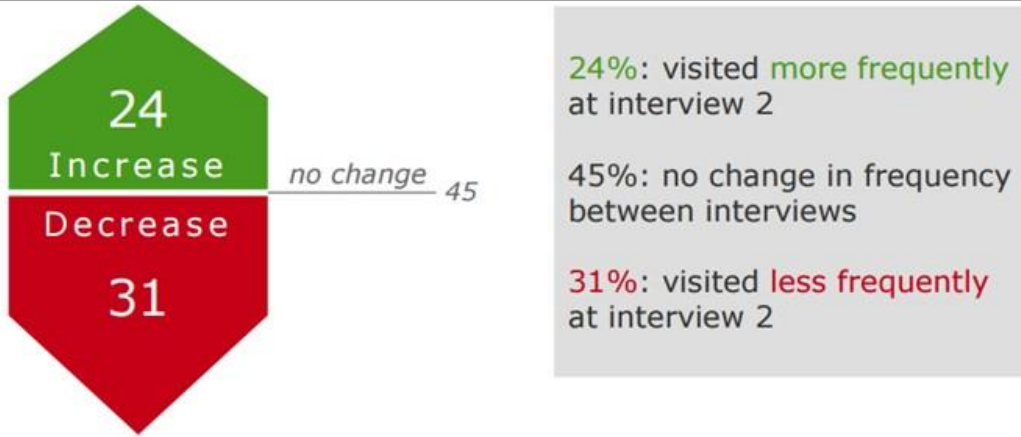 24
Increase
no change 45
Decrease
31
24%: visited more frequently
at interview 2
45%: no change in frequency
between interviews
31%: visited less frequently
at interview 2